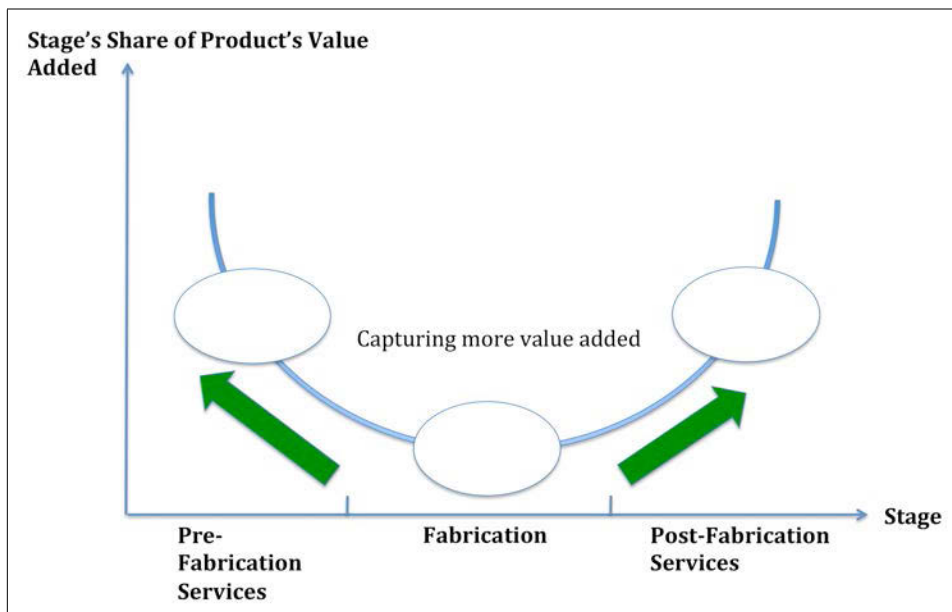 Stage’s Share of Product’s Value
Added
Capturing more value added
Stage
Pre-
Fabrication
Services
Fabrication
Post-Fabrication
Services